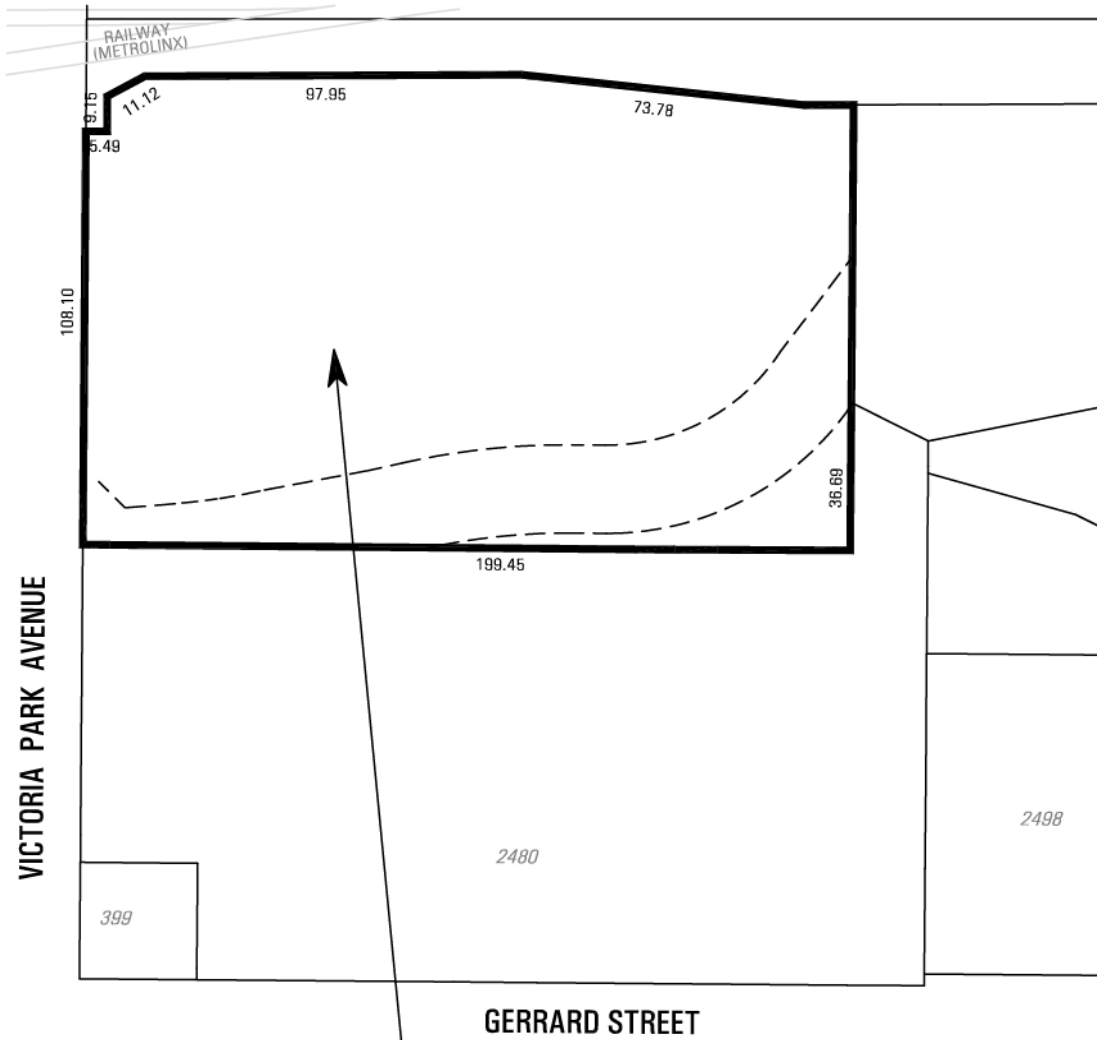 RAILWAY
(METROLINX)
9.15
11.12
97.95
73.78
5.49
108.10
36.69
199.45
VICTORIA PARK AVENUE
2498
2480
399
GERRARD STREET